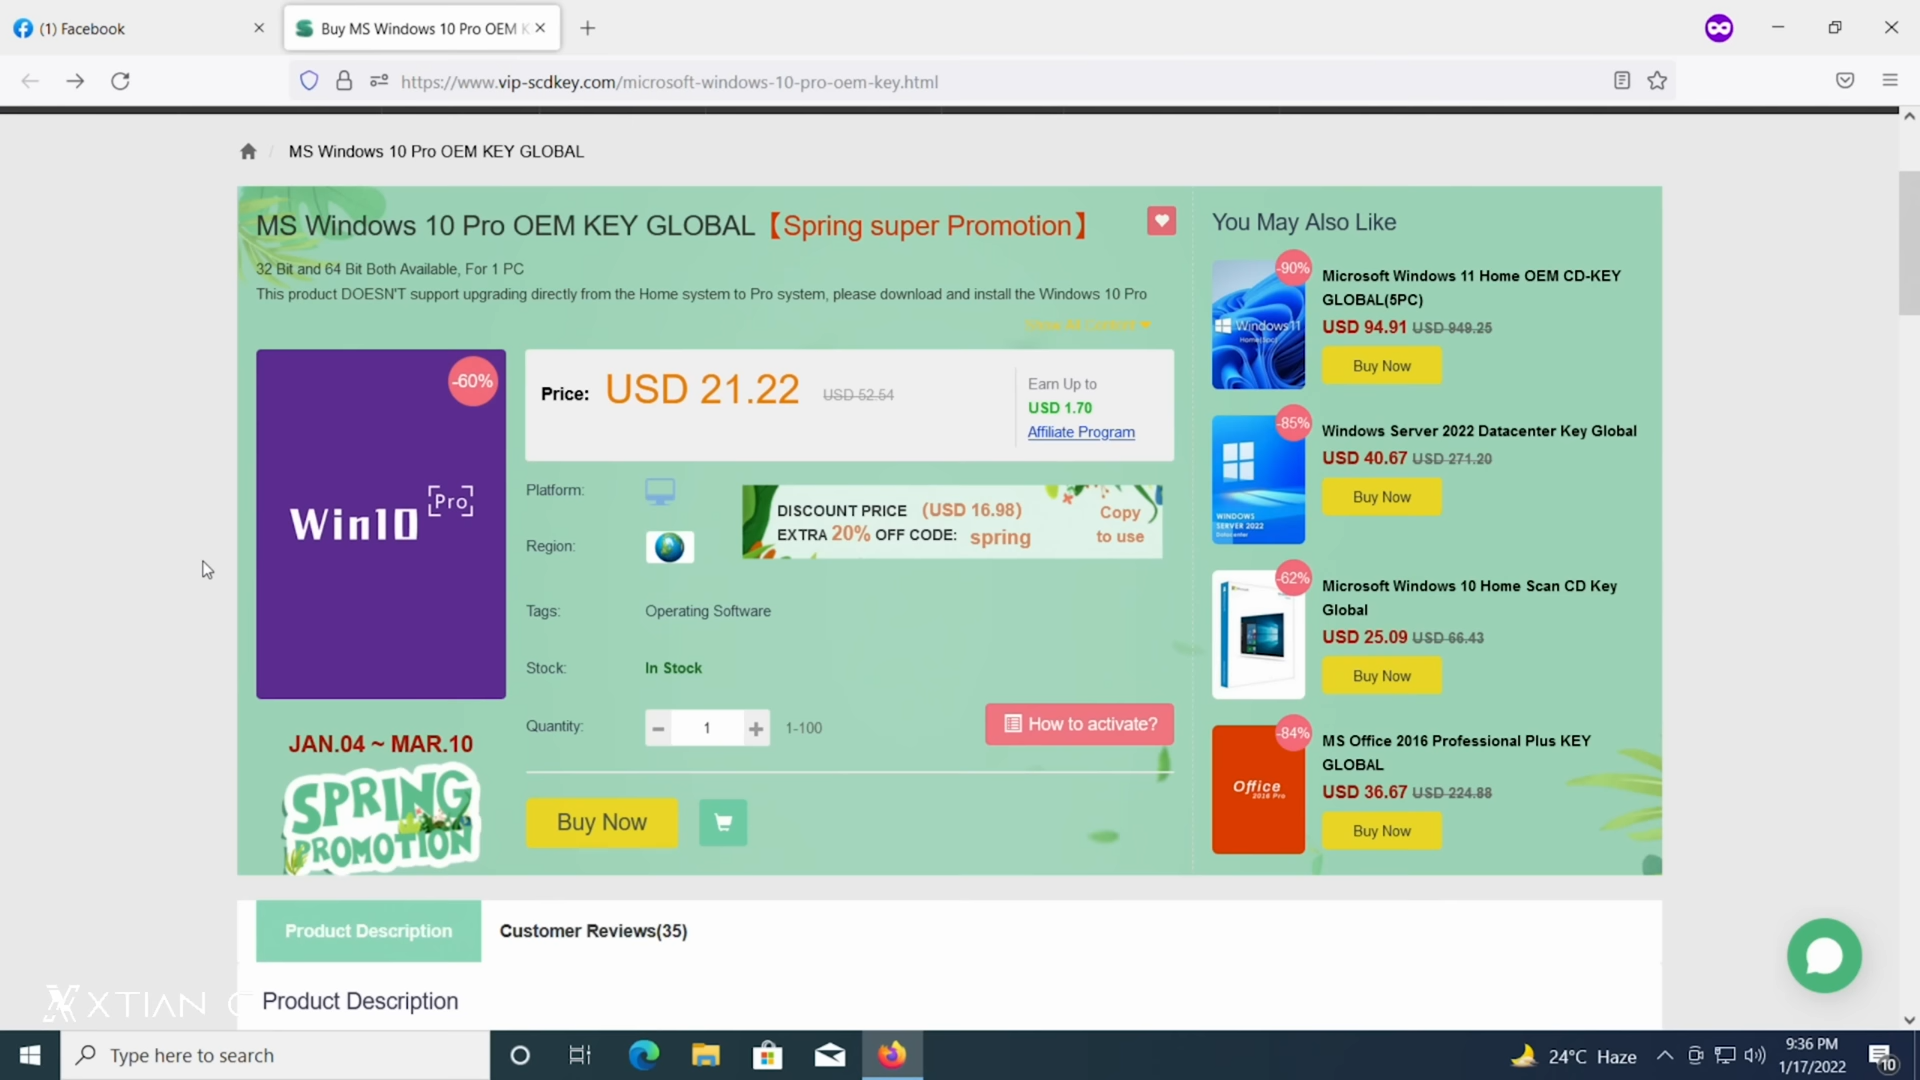 (1) Facebook
Buy MS Windows 10 Pro OEM K
https://www.vip-scdkey.com/microsoft-windows-10-pro-oem-key.html
MS Windows 10 Pro OEM KEY GLOBAL
MS Windows 10 Pro OEM KEY GLOBAL【Spring super Promotion】
32 Bit and 64 Bit Both Available, For 1 PC
This product DOESN'T support upgrading directly from the Home system to Pro system, please download and install the Windows 10 Pro
-60%
Win10 Pro
JAN.04 ~ MAR.10
SPRING
PROMOTION
Price: USD 21.22 USD 52.54
Earn Up to
USD 1.70
Affiliate Program
Platform:
Region:
DISCOUNT PRICE (USD 16.98)
EXTRA 20% OFF CODE: spring
Copy
to use
Tags: Operating Software
Stock: In Stock
Quantity: - 1 + 1-100
How to activate?
Buy Now
You May Also Like
-90%
Windows 11
Microsoft Windows 11 Home OEM CD-KEY
GLOBAL(5PC)
USD 94.91 USD 949.25
Buy Now
-85%
WINDOWS
SERVER 2022
Datacenter
Windows Server 2022 Datacenter Key Global
USD 40.67 USD 271.20
Buy Now
-62%
Microsoft Windows 10 Home Scan CD Key
Global
USD 25.09 USD 66.43
Buy Now
-84%
Office
2016 Pro
MS Office 2016 Professional Plus KEY
GLOBAL
USD 36.67 USD 224.88
Buy Now
Product Description
Customer Reviews(35)
Product Description
XTIAN C
Type here to search
24°C Haze
9:36 PM
1/17/2022
10